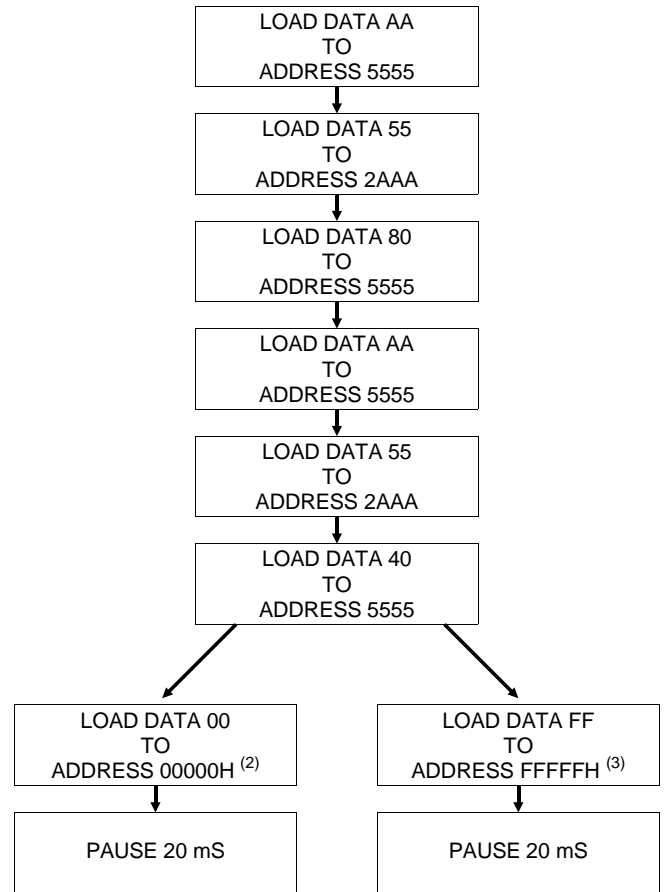 LOAD DATA AA
TO
ADDRESS 5555
LOAD DATA 55
TO
ADDRESS 2AAA
LOAD DATA 80
TO
ADDRESS 5555
LOAD DATA AA
TO
ADDRESS 5555
LOAD DATA 55
TO
ADDRESS 2AAA
LOAD DATA 40
TO
ADDRESS 5555
LOAD DATA 00
TO
ADDRESS 00000H (2)
PAUSE 20 mS
LOAD DATA FF
TO
ADDRESS FFFFFH (3)
PAUSE 20 mS